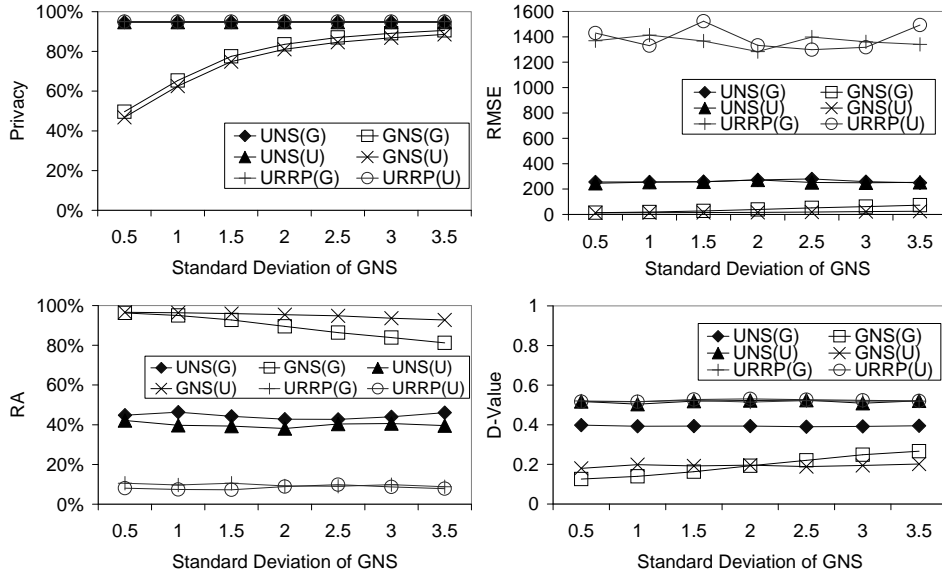 100%
80%
60%
40%
20%
0%
Privacy
UNS(G) GNS(G)
UNS(U) GNS(U)
URRP(G) URRP(U)
0.5 1 1.5 2 2.5 3 3.5
Standard Deviation of GNS
1600
1400
1200
1000
800
600
400
200
0
RMSE
UNS(G) GNS(G)
UNS(U) GNS(U)
URRP(G) URRP(U)
0.5 1 1.5 2 2.5 3 3.5
Standard Deviation of GNS
100%
80%
60%
40%
20%
0%
RA
UNS(G) GNS(G) UNS(U)
GNS(U) URRP(G) URRP(U)
0.5 1 1.5 2 2.5 3 3.5
Standard Deviation of GNS
1
0.8
0.6
0.4
0.2
0
D-Value
UNS(G) GNS(G)
UNS(U) GNS(U)
URRP(G) URRP(U)
0.5 1 1.5 2 2.5 3 3.5
Standard Deviation of GNS